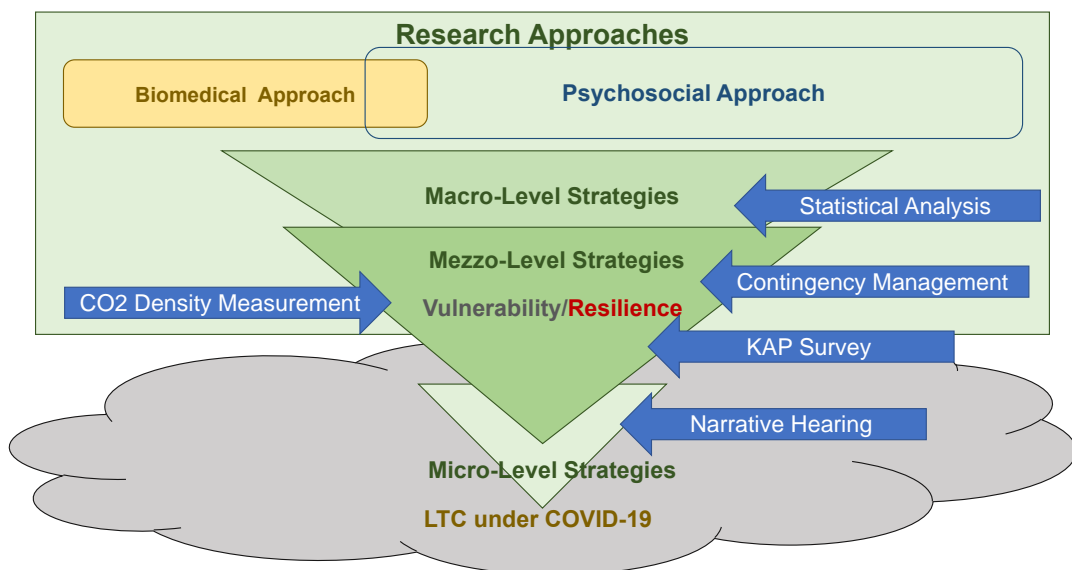 Research Approaches
Biomedical Approach
Psychosocial Approach
Macro-Level Strategies
Statistical Analysis
Mezzo-Level Strategies
Contingency Management
CO2 Density Measurement
Vulnerability/Resilience
KAP Survey
Narrative Hearing
Micro-Level Strategies
LTC under COVID-19